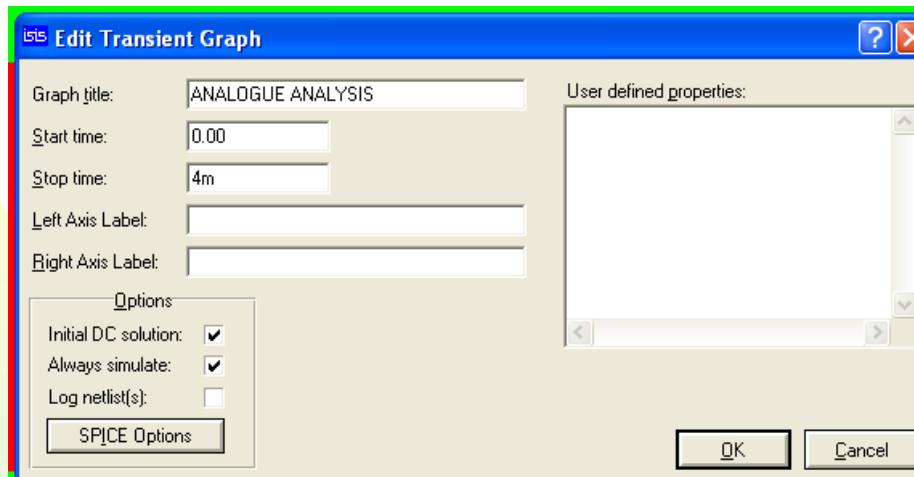 isis Edit Transient Graph
Graph title: ANALOGUE ANALYSIS
User defined properties:
Start time: 0.00
Stop time: 4m
Left Axis Label:
Right Axis Label:
Options
Initial DC solution:
Always simulate:
Log netlist(s):
SPICE Options
OK Cancel